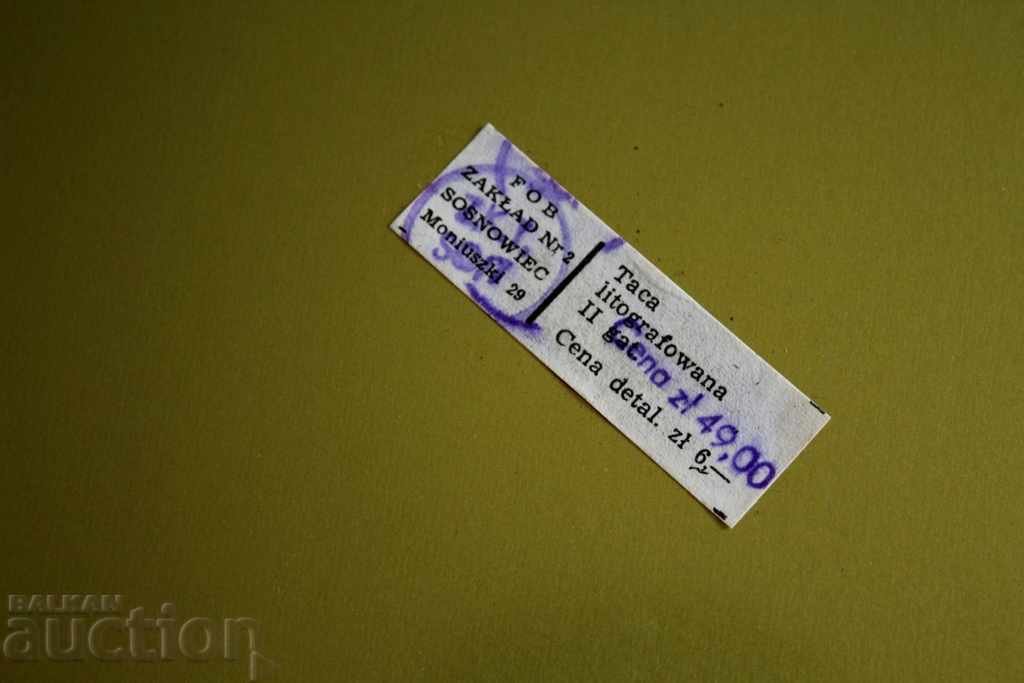 F O B
ZAKŁAD Nr 2
SOSNOWIEC
Moniuszki 29
Taca
litografowana
II gat.
Cena detal. zł 6,—
Cena zł 49,00
BALKAN
auction